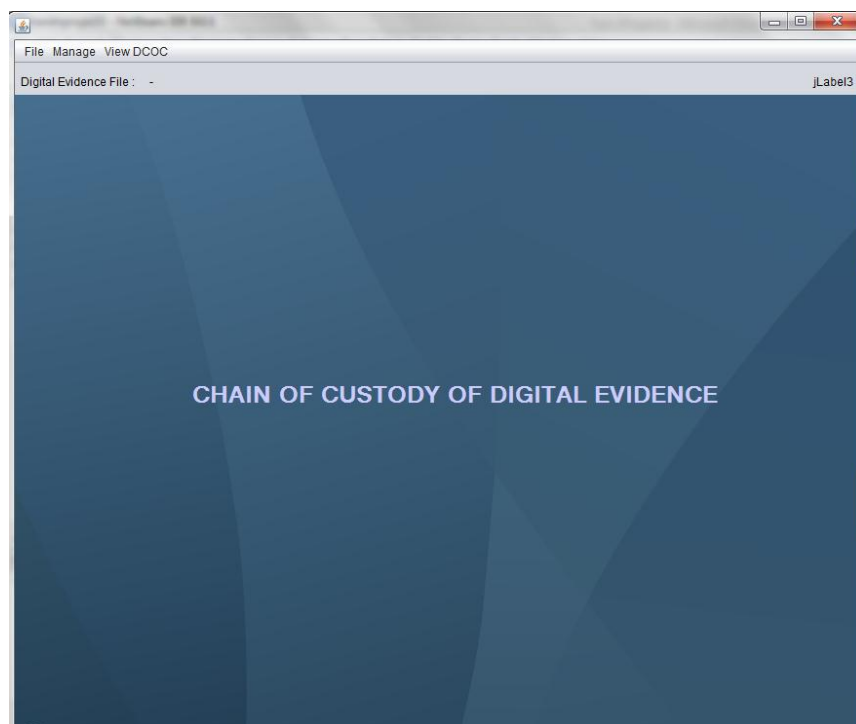 File Manage View DCOC
Digital Evidence File : - jLabel3
CHAIN OF CUSTODY OF DIGITAL EVIDENCE